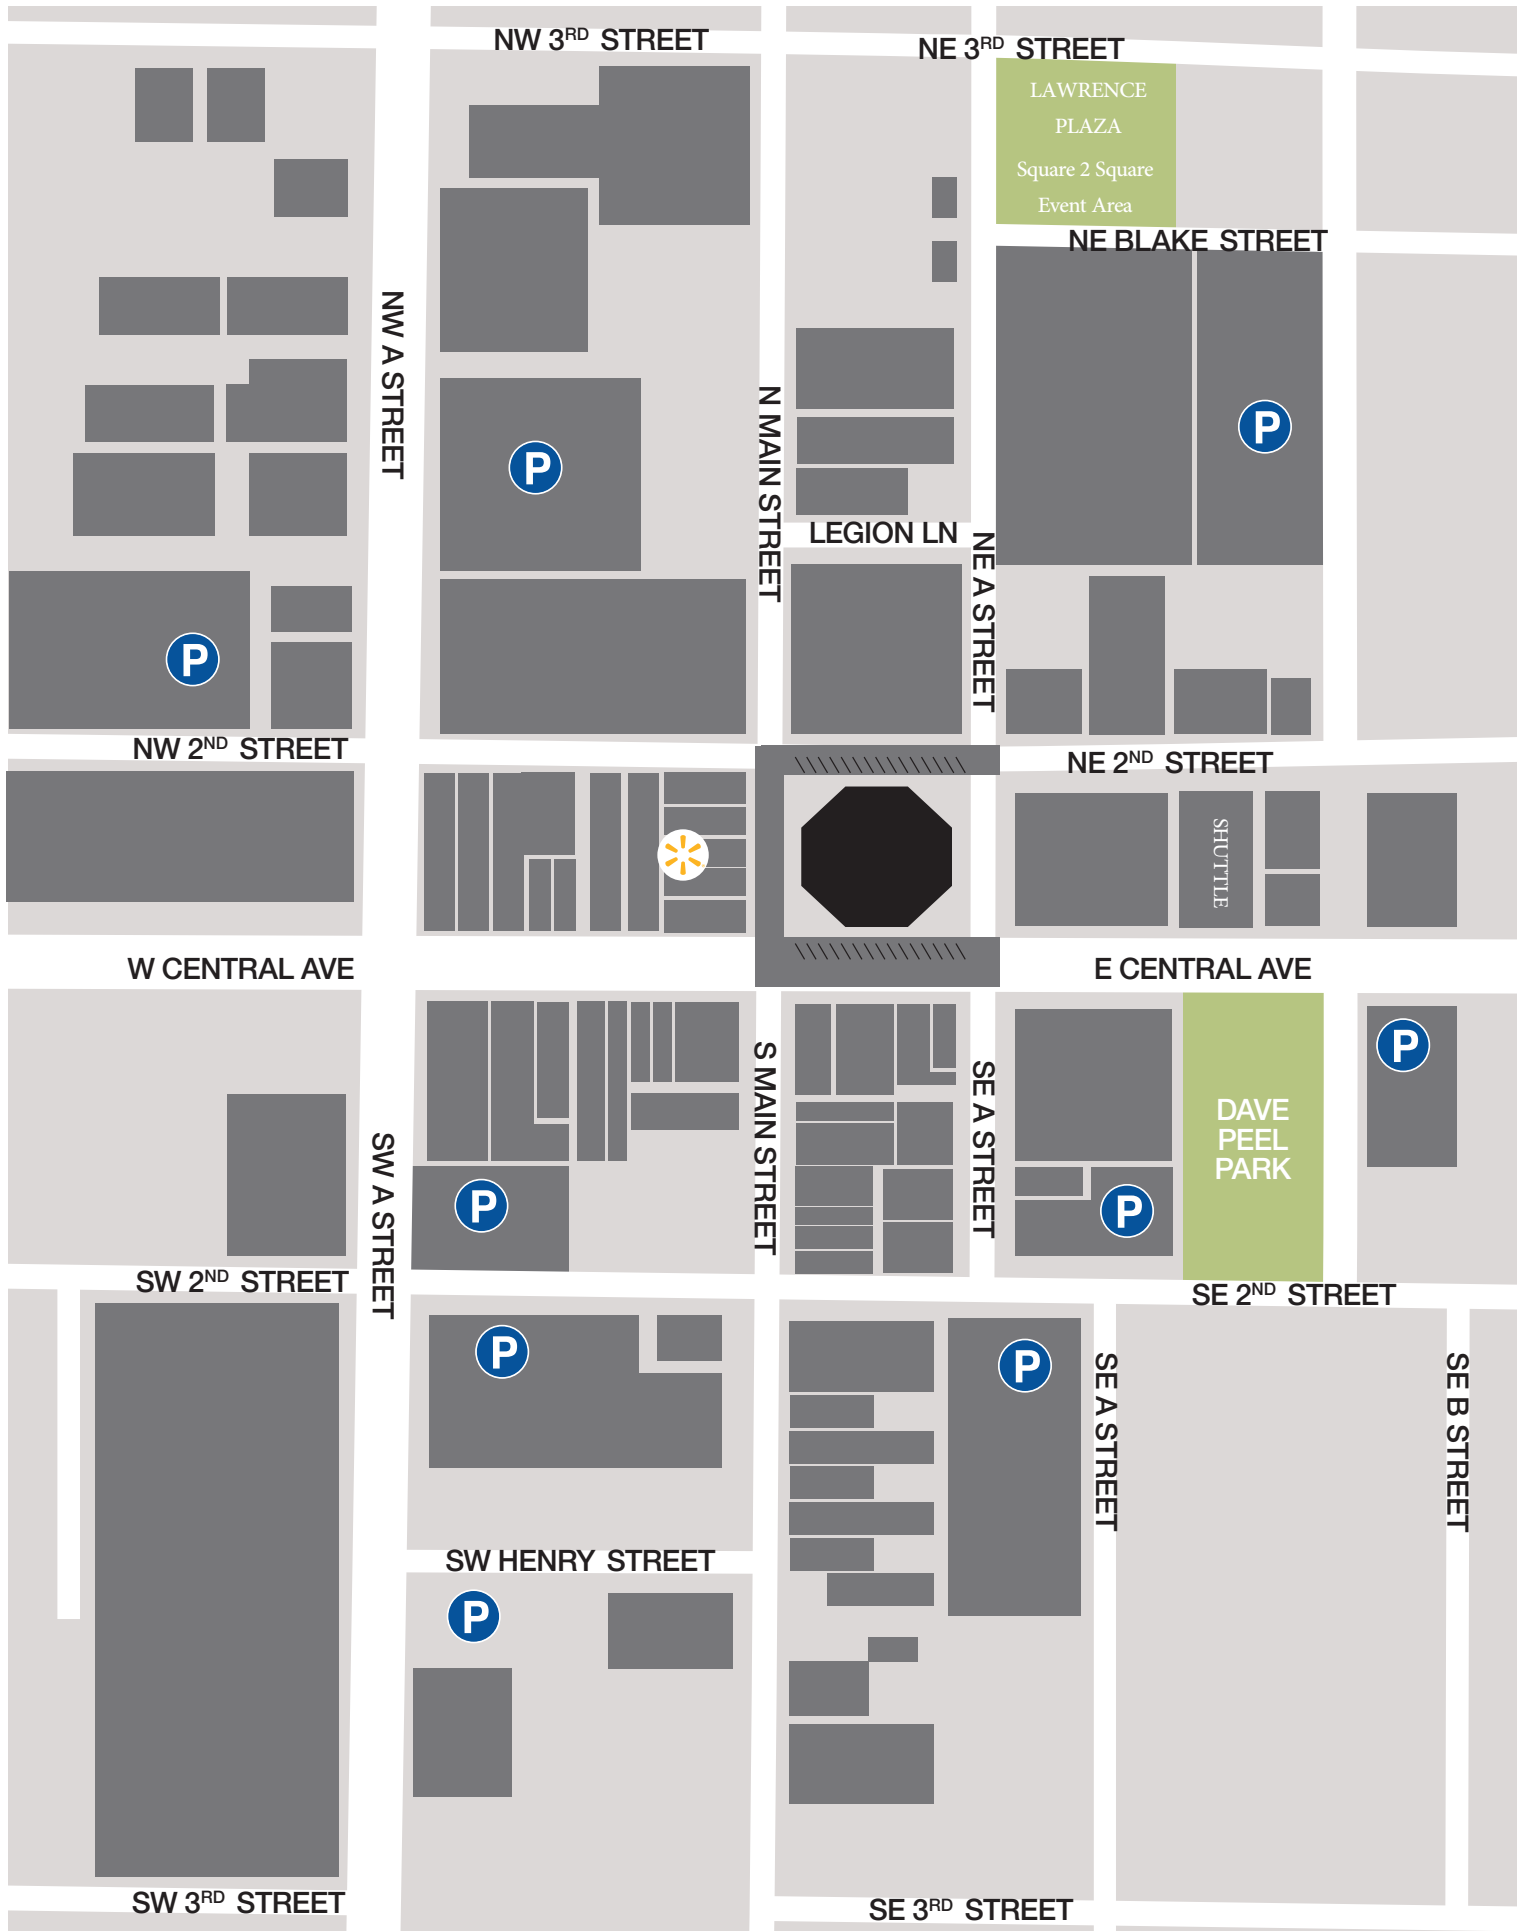 NW 3RD STREET
NE 3RD STREET
LAWRENCE
PLAZA
Square 2 Square
Event Area
NE BLAKE STREET
NW A STREET
N MAIN STREET
P
P
LEGION LN
NE A STREET
P
NW 2ND STREET
NE 2ND STREET
SHUTTLE
W CENTRAL AVE
E CENTRAL AVE
P
S MAIN STREET
SE A STREET
DAVE
PEEL
PARK
SW A STREET
P
P
SW 2ND STREET
SE 2ND STREET
P
P
SE A STREET
SE B STREET
SW HENRY STREET
P
SW 3RD STREET
SE 3RD STREET